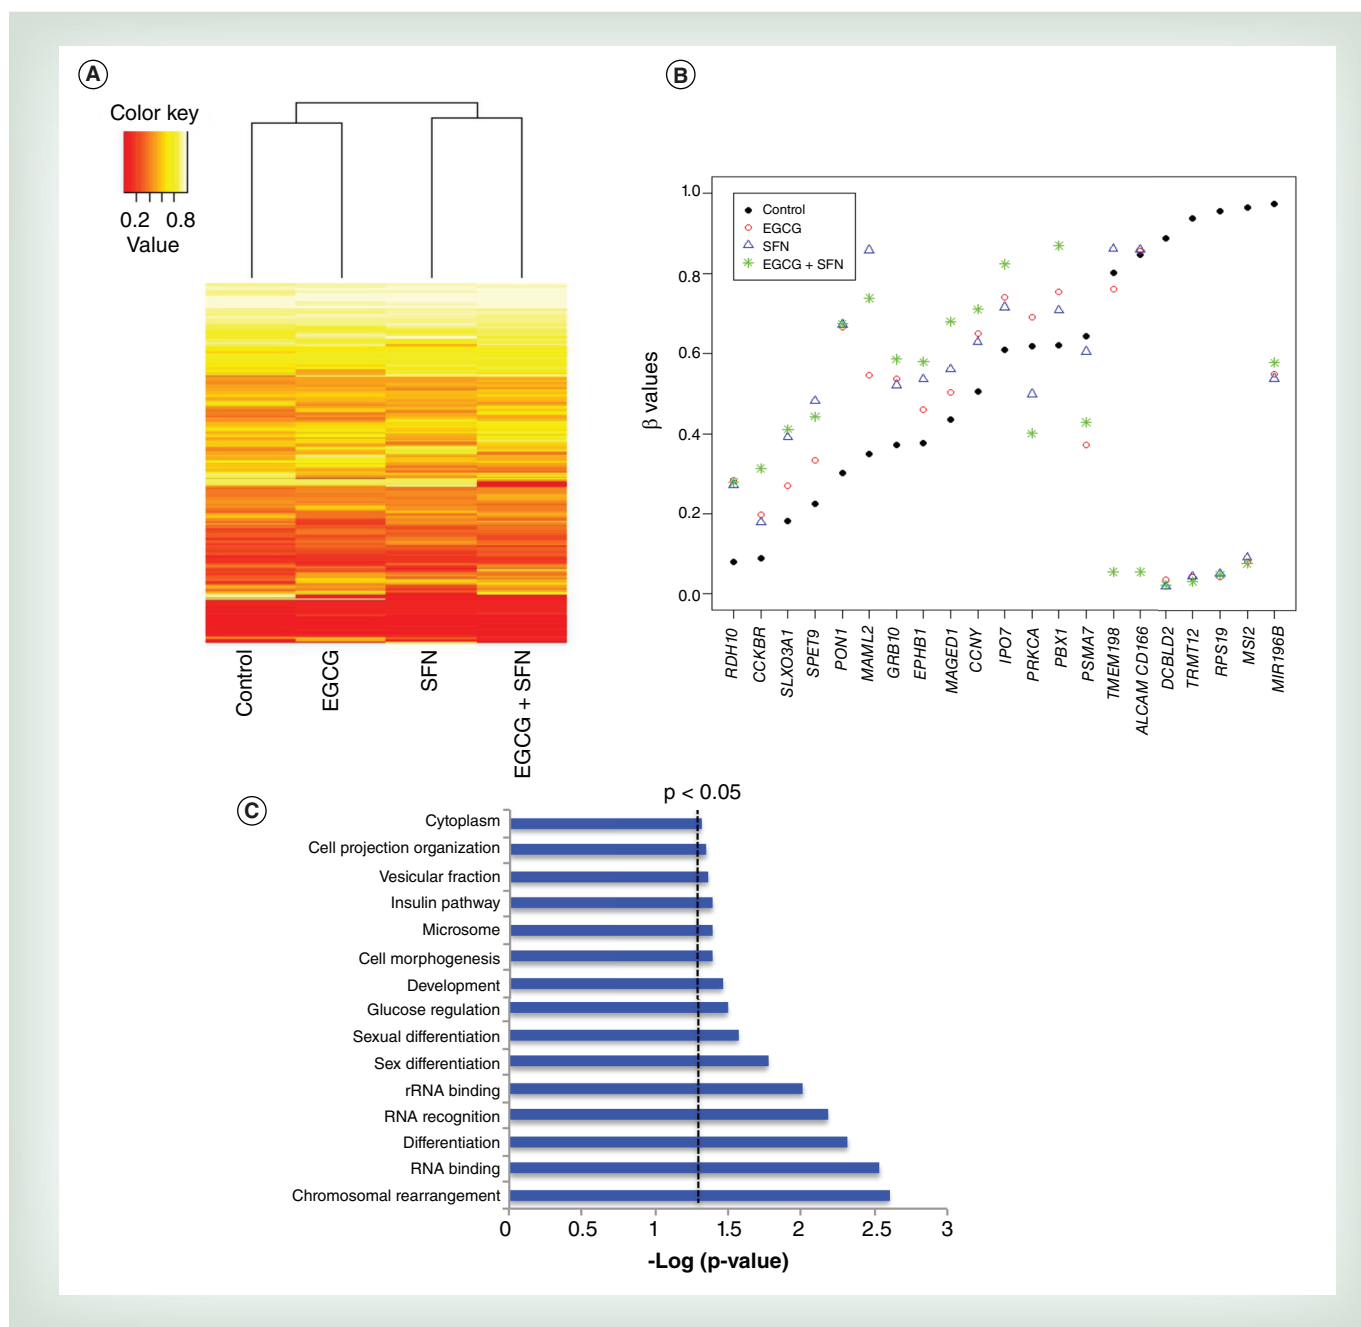 A
Color key
0.2 0.8
Value
Control
EGCG
SFN
EGCG + SFN
B
β values
1.0
0.8
0.6
0.4
0.2
0.0
Control
EGCG
SFN
EGCG + SFN
RDH10
CCKBR
SLXO3A1
SPET9
PON1
MAML2
GRB10
EPHB1
MAGED1
CCNY
IPO7
PRKCA
PBX1
PSMA7
TMEM198
ALCAM CD166
DCBLD2
TRMT12
RPS19
MSI2
MIR196B
C
p < 0.05
Cytoplasm
Cell projection organization
Vesicular fraction
Insulin pathway
Microsome
Cell morphogenesis
Development
Glucose regulation
Sexual differentiation
Sex differentiation
rRNA binding
RNA recognition
Differentiation
RNA binding
Chromosomal rearrangement
0 0.5 1 1.5 2 2.5 3
-Log (p-value)